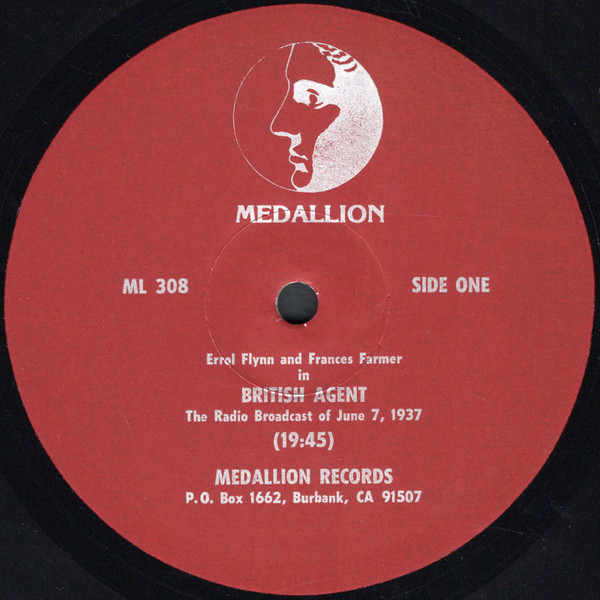 MEDALLION
ML 308
SIDE ONE
Errol Flynn and Frances Farmer
in
BRITISH AGENT
The Radio Broadcast of June 7, 1937
(19:45)
MEDALLION RECORDS
P.O. Box 1662, Burbank, CA 91507